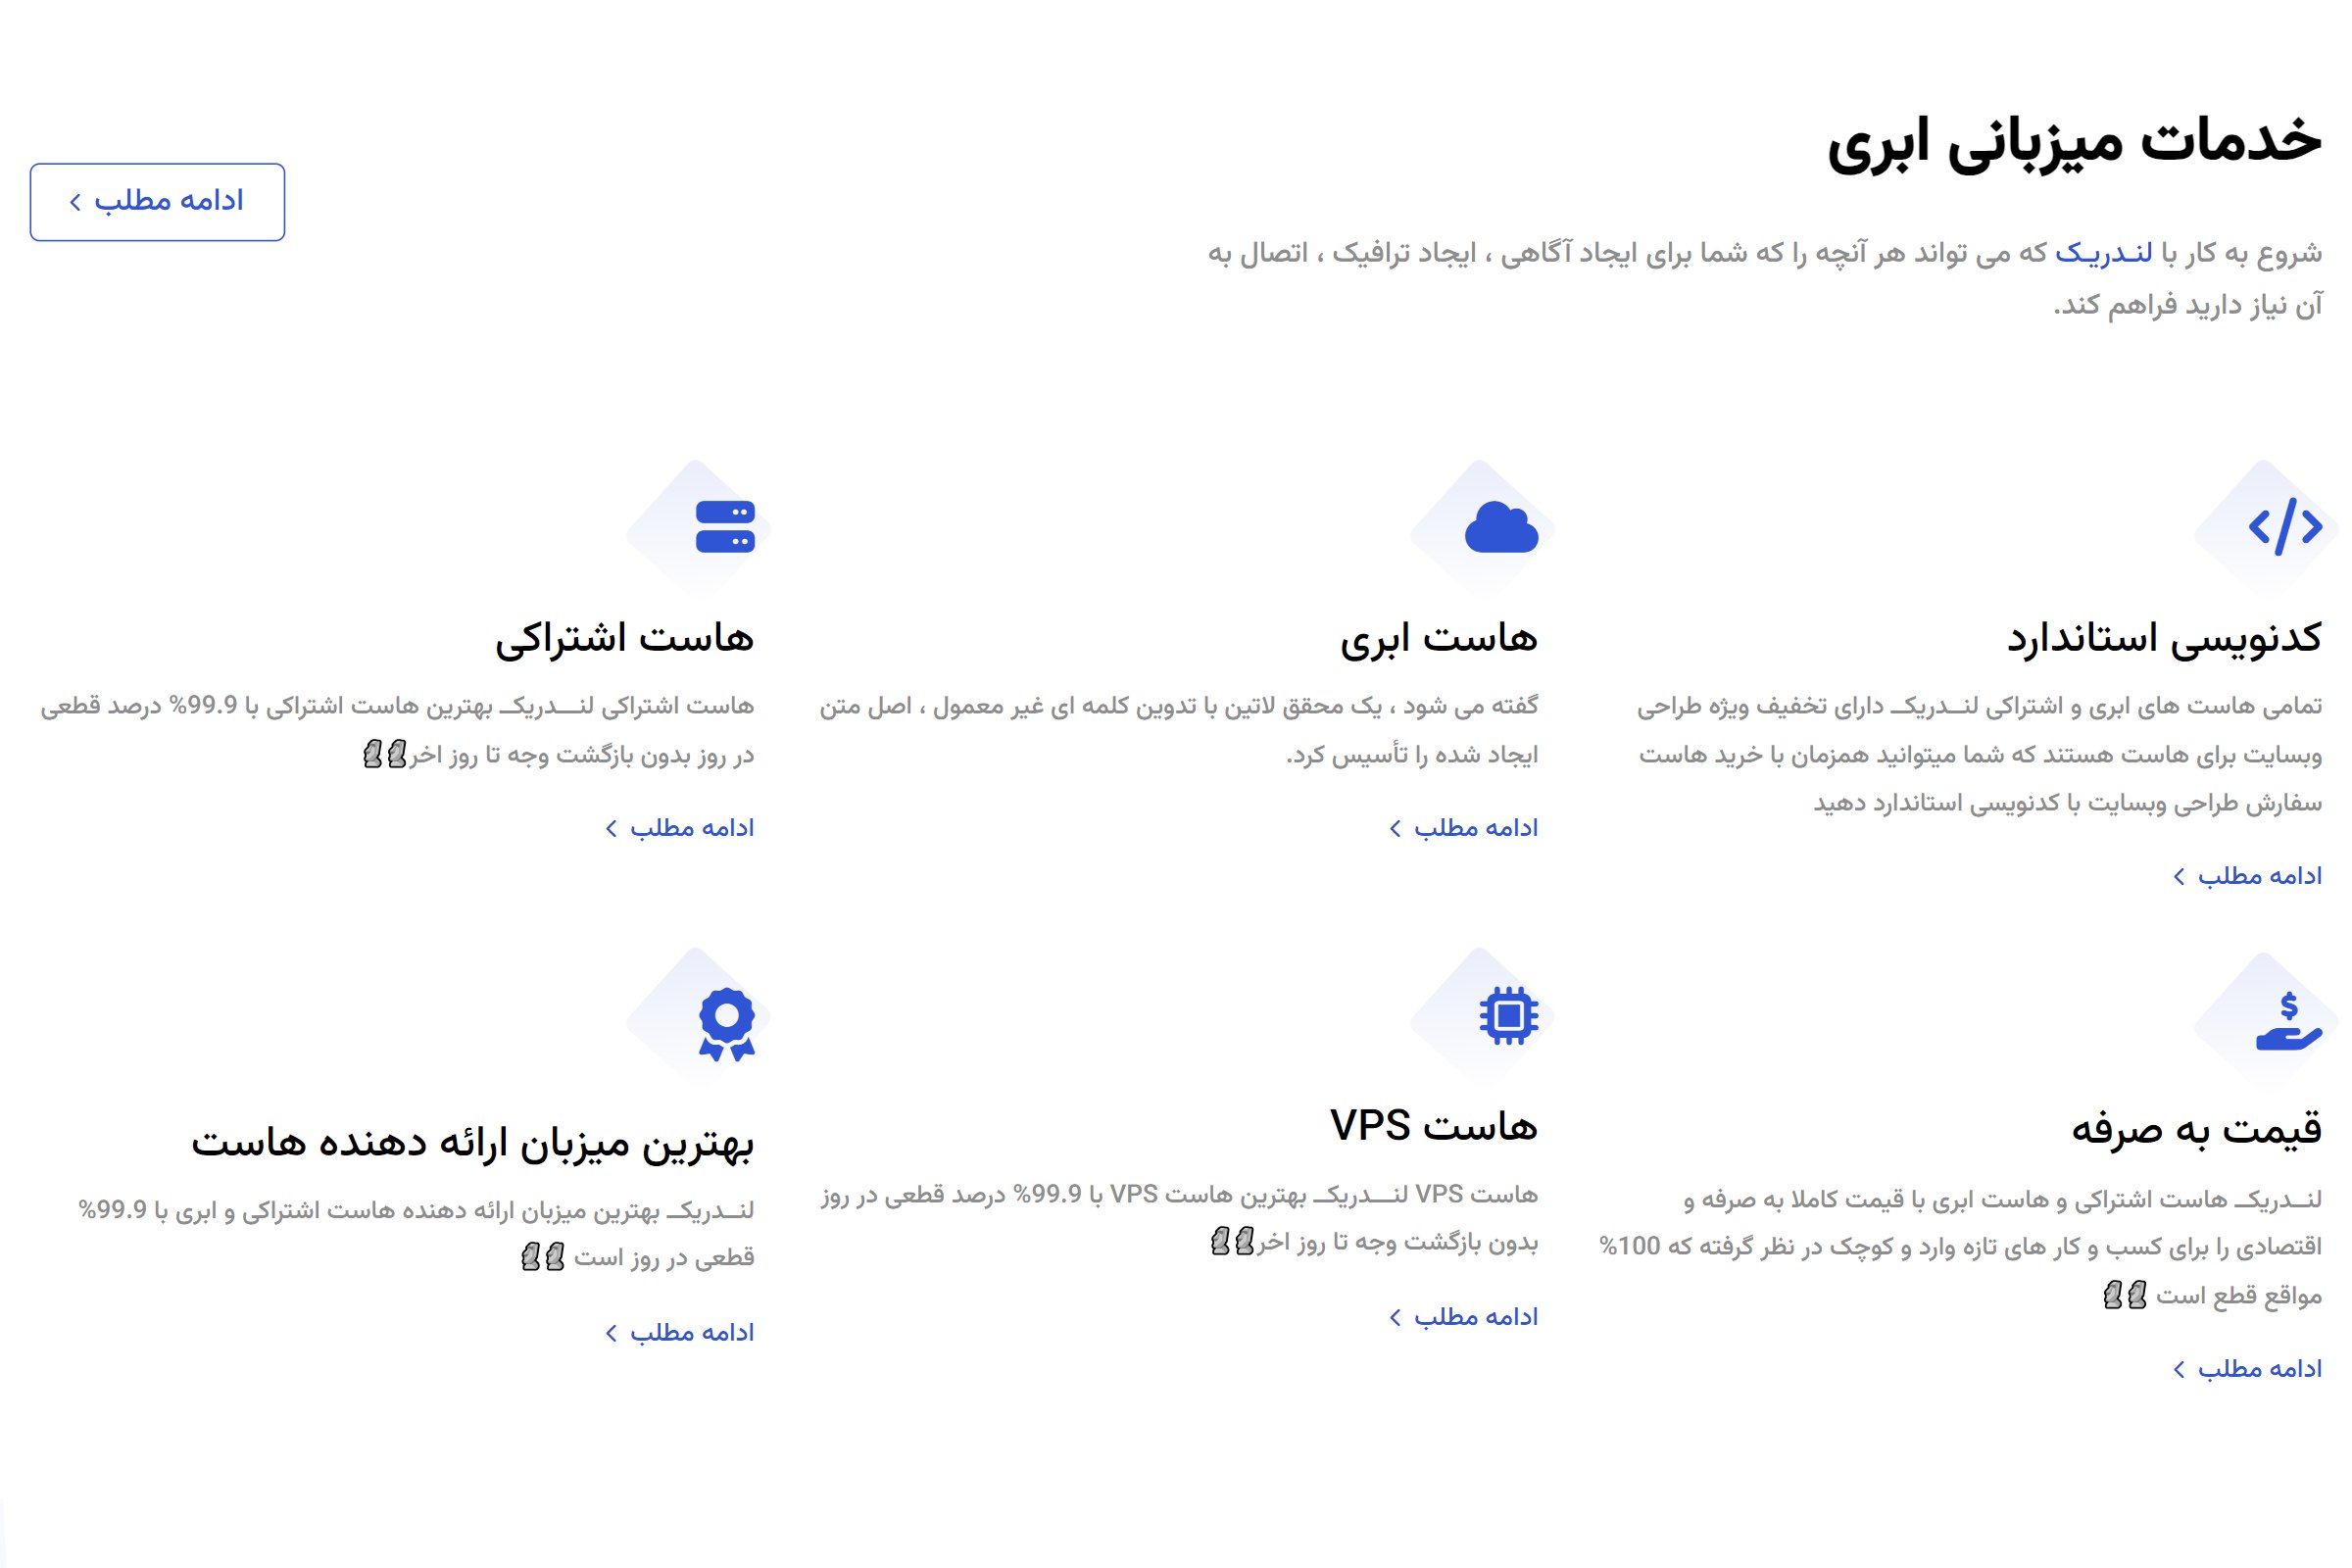 خدمات میزبانی ابری
شروع به کار با لنـدریـک که می تواند هر آنچه را که شما برای ایجاد آگاهی ، ایجاد ترافیک ، اتصال به
آن نیاز دارید فراهم کند.
ادامه مطلب
کدنویسی استاندارد
تمامی هاست های ابری و اشتراکی لنــدریکــ دارای تخفیف ویژه طراحی
وبسایت برای هاست هستند که شما میتوانید همزمان با خرید هاست
سفارش طراحی وبسایت با کدنویسی استاندارد دهید
ادامه مطلب
هاست ابری
گفته می شود ، یک محقق لاتین با تدوین کلمه ای غیر معمول ، اصل متن
ایجاد شده را تأسیس کرد.
ادامه مطلب
هاست اشتراکی
هاست اشتراکی لنـــدریکــ بهترین هاست اشتراکی با 99.9% درصد قطعی
در روز بدون بازگشت وجه تا روز اخر🗿🗿
ادامه مطلب
قیمت به صرفه
لنــدریکــ هاست اشتراکی و هاست ابری با قیمت کاملا به صرفه و
اقتصادی را برای کسب و کار های تازه وارد و کوچک در نظر گرفته که 100%
مواقع قطع است 🗿🗿
ادامه مطلب
هاست VPS
هاست VPS لنـــدریکــ بهترین هاست VPS با 99.9% درصد قطعی در روز
بدون بازگشت وجه تا روز اخر🗿🗿
ادامه مطلب
بهترین میزبان ارائه دهنده هاست
لنــدریکــ بهترین میزبان ارائه دهنده هاست اشتراکی و ابری با 99.9%
قطعی در روز است 🗿🗿
ادامه مطلب